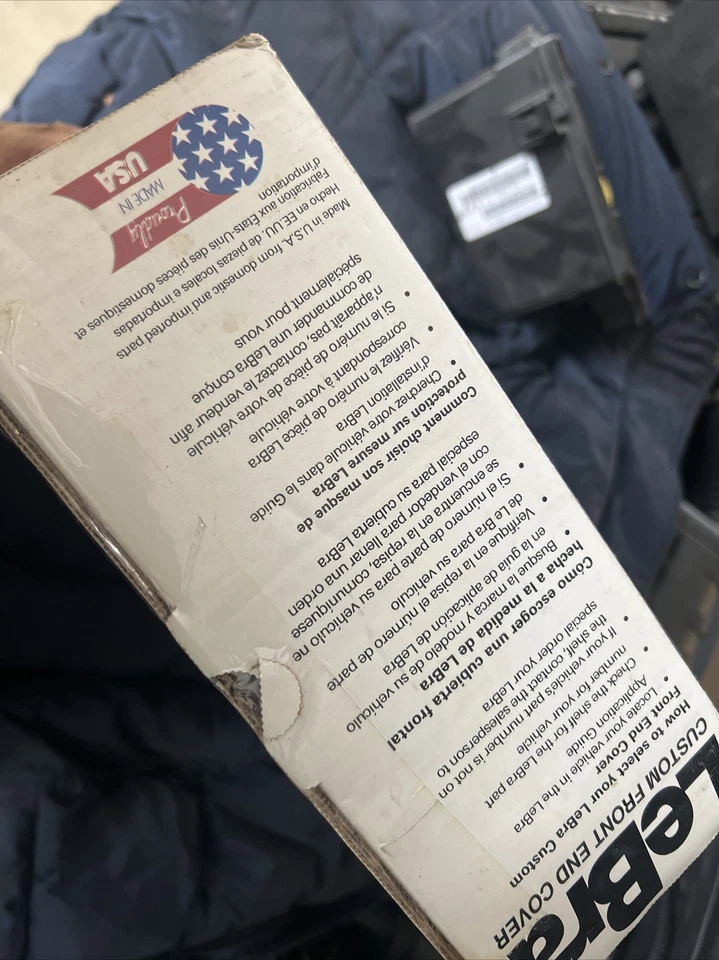 LeBra
CUSTOM FRONT END COVER
How to select your LeBra Custom
Front End Cover
• Locate your vehicle in the LeBra
Application Guide
• Check the shelf for the LeBra part
number for your vehicle
• If your vehicle's part number is not on
the shelf, contact the salesperson to
special order your LeBra
Cómo escoger una cubierta frontal
hecha a la medida de LeBra
• Busque la marca y modelo de su vehículo
en la guía de aplicación de LeBra
• Verifique en la repisa el numero de parte
de Le Bra para su vehiculo
• Si el numero de parte para su vehiculo ne
se encuentra en la repisa, comuniquese
con el vendedor para llenar una orden
especial para su cubierta LeBra
Comment choisir son masque de
protection sur mesure LeBra
• Cherchez votre véhicule dans le Guide
d'installation LeBra
• Vérifiez le numéro de pièce LeBra
correspondant à votre véhicule
• Si le numéro de pièce de votre véhicule
n'apparaît pas, contactez le vendeur afin
de commander une LeBra conçue
spécialement pour vous
Made in U.S.A. from domestic and imported parts
Hecho en EE.UU. de piezas locales e importadas
Fabrication aux États-Unis des pièces domestiques et
d'importation
Proudly
MADE IN
USA